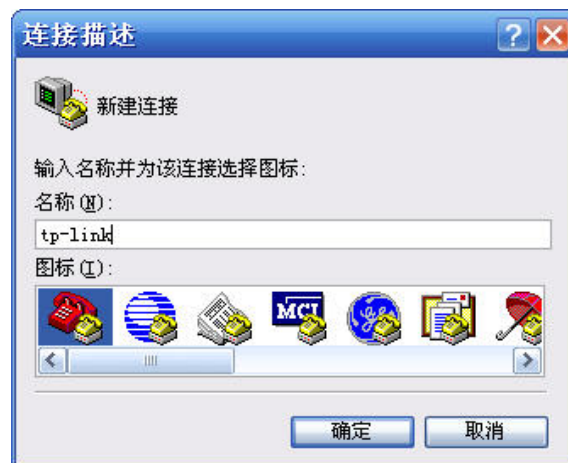 连接描述
新建连接
输入名称并为该连接选择图标:
名称(N):
tp-link
图标(I):
MCI
确定 取消